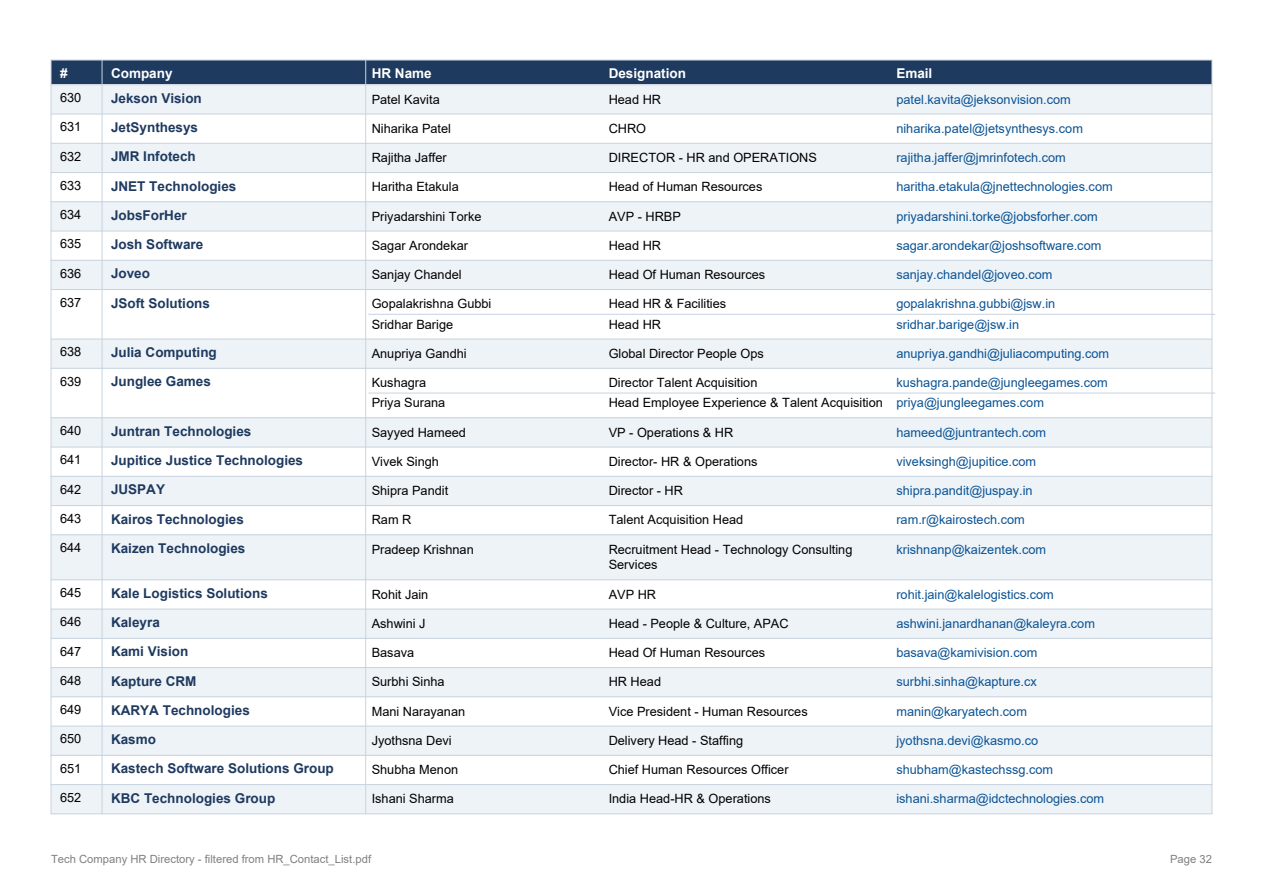 # Company HR Name Designation Email
630 Jekson Vision Patel Kavita Head HR patel.kavita@jeksonvision.com
631 JetSynthesys Niharika Patel CHRO niharika.patel@jetsynthesys.com
632 JMR Infotech Rajitha Jaffer DIRECTOR - HR and OPERATIONS rajitha.jaffer@jmrinfotech.com
633 JNET Technologies Haritha Etakula Head of Human Resources haritha.etakula@jnettechnologies.com
634 JobsForHer Priyadarshini Torke AVP - HRBP priyadarshini.torke@jobsforher.com
635 Josh Software Sagar Arondekar Head HR sagar.arondekar@joshsoftware.com
636 Joveo Sanjay Chandel Head Of Human Resources sanjay.chandel@joveo.com
637 JSoft Solutions Gopalakrishna Gubbi Head HR & Facilities gopalakrishna.gubbi@jsw.in
Sridhar Barige Head HR sridhar.barige@jsw.in
638 Julia Computing Anupriya Gandhi Global Director People Ops anupriya.gandhi@juliacomputing.com
639 Junglee Games Kushagra Director Talent Acquisition kushagra.pande@jungleegames.com
Priya Surana Head Employee Experience & Talent Acquisition priya@jungleegames.com
640 Juntran Technologies Sayyed Hameed VP - Operations & HR hameed@juntrantech.com
641 Jupitice Justice Technologies Vivek Singh Director- HR & Operations viveksingh@jupitice.com
642 JUSPAY Shipra Pandit Director - HR shipra.pandit@juspay.in
643 Kairos Technologies Ram R Talent Acquisition Head ram.r@kairostech.com
644 Kaizen Technologies Pradeep Krishnan Recruitment Head - Technology Consulting krishnanp@kaizentek.com
Services
645 Kale Logistics Solutions Rohit Jain AVP HR rohit.jain@kalelogistics.com
646 Kaleyra Ashwini J Head - People & Culture, APAC ashwini.janardhanan@kaleyra.com
647 Kami Vision Basava Head Of Human Resources basava@kamivision.com
648 Kapture CRM Surbhi Sinha HR Head surbhi.sinha@kapture.cx
649 KARYA Technologies Mani Narayanan Vice President - Human Resources manin@karyatech.com
650 Kasmo Jyothsna Devi Delivery Head - Staffing jyothsna.devi@kasmo.co
651 Kastech Software Solutions Group Shubha Menon Chief Human Resources Officer shubham@kastechssg.com
652 KBC Technologies Group Ishani Sharma India Head-HR & Operations ishani.sharma@idctechnologies.com
Tech Company HR Directory - filtered from HR_Contact_List.pdf Page 32